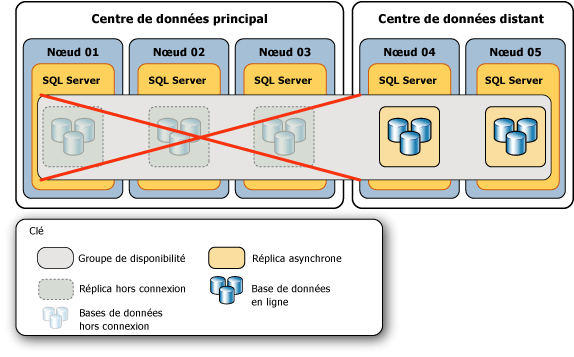 Centre de données principal
Centre de données distant
Nœud 01
Nœud 02
Nœud 03
Nœud 04
Nœud 05
SQL Server
SQL Server
SQL Server
SQL Server
SQL Server
Clé
Groupe de disponibilité
Réplica asynchrone
Réplica hors connexion
Base de données
en ligne
Bases de données
hors connexion